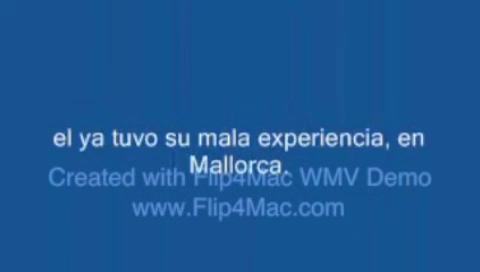 el ya tuvo su mala experiencia, en
Mallorca.
Created with Flip4Mac WMV Demo
www.Flip4Mac.com